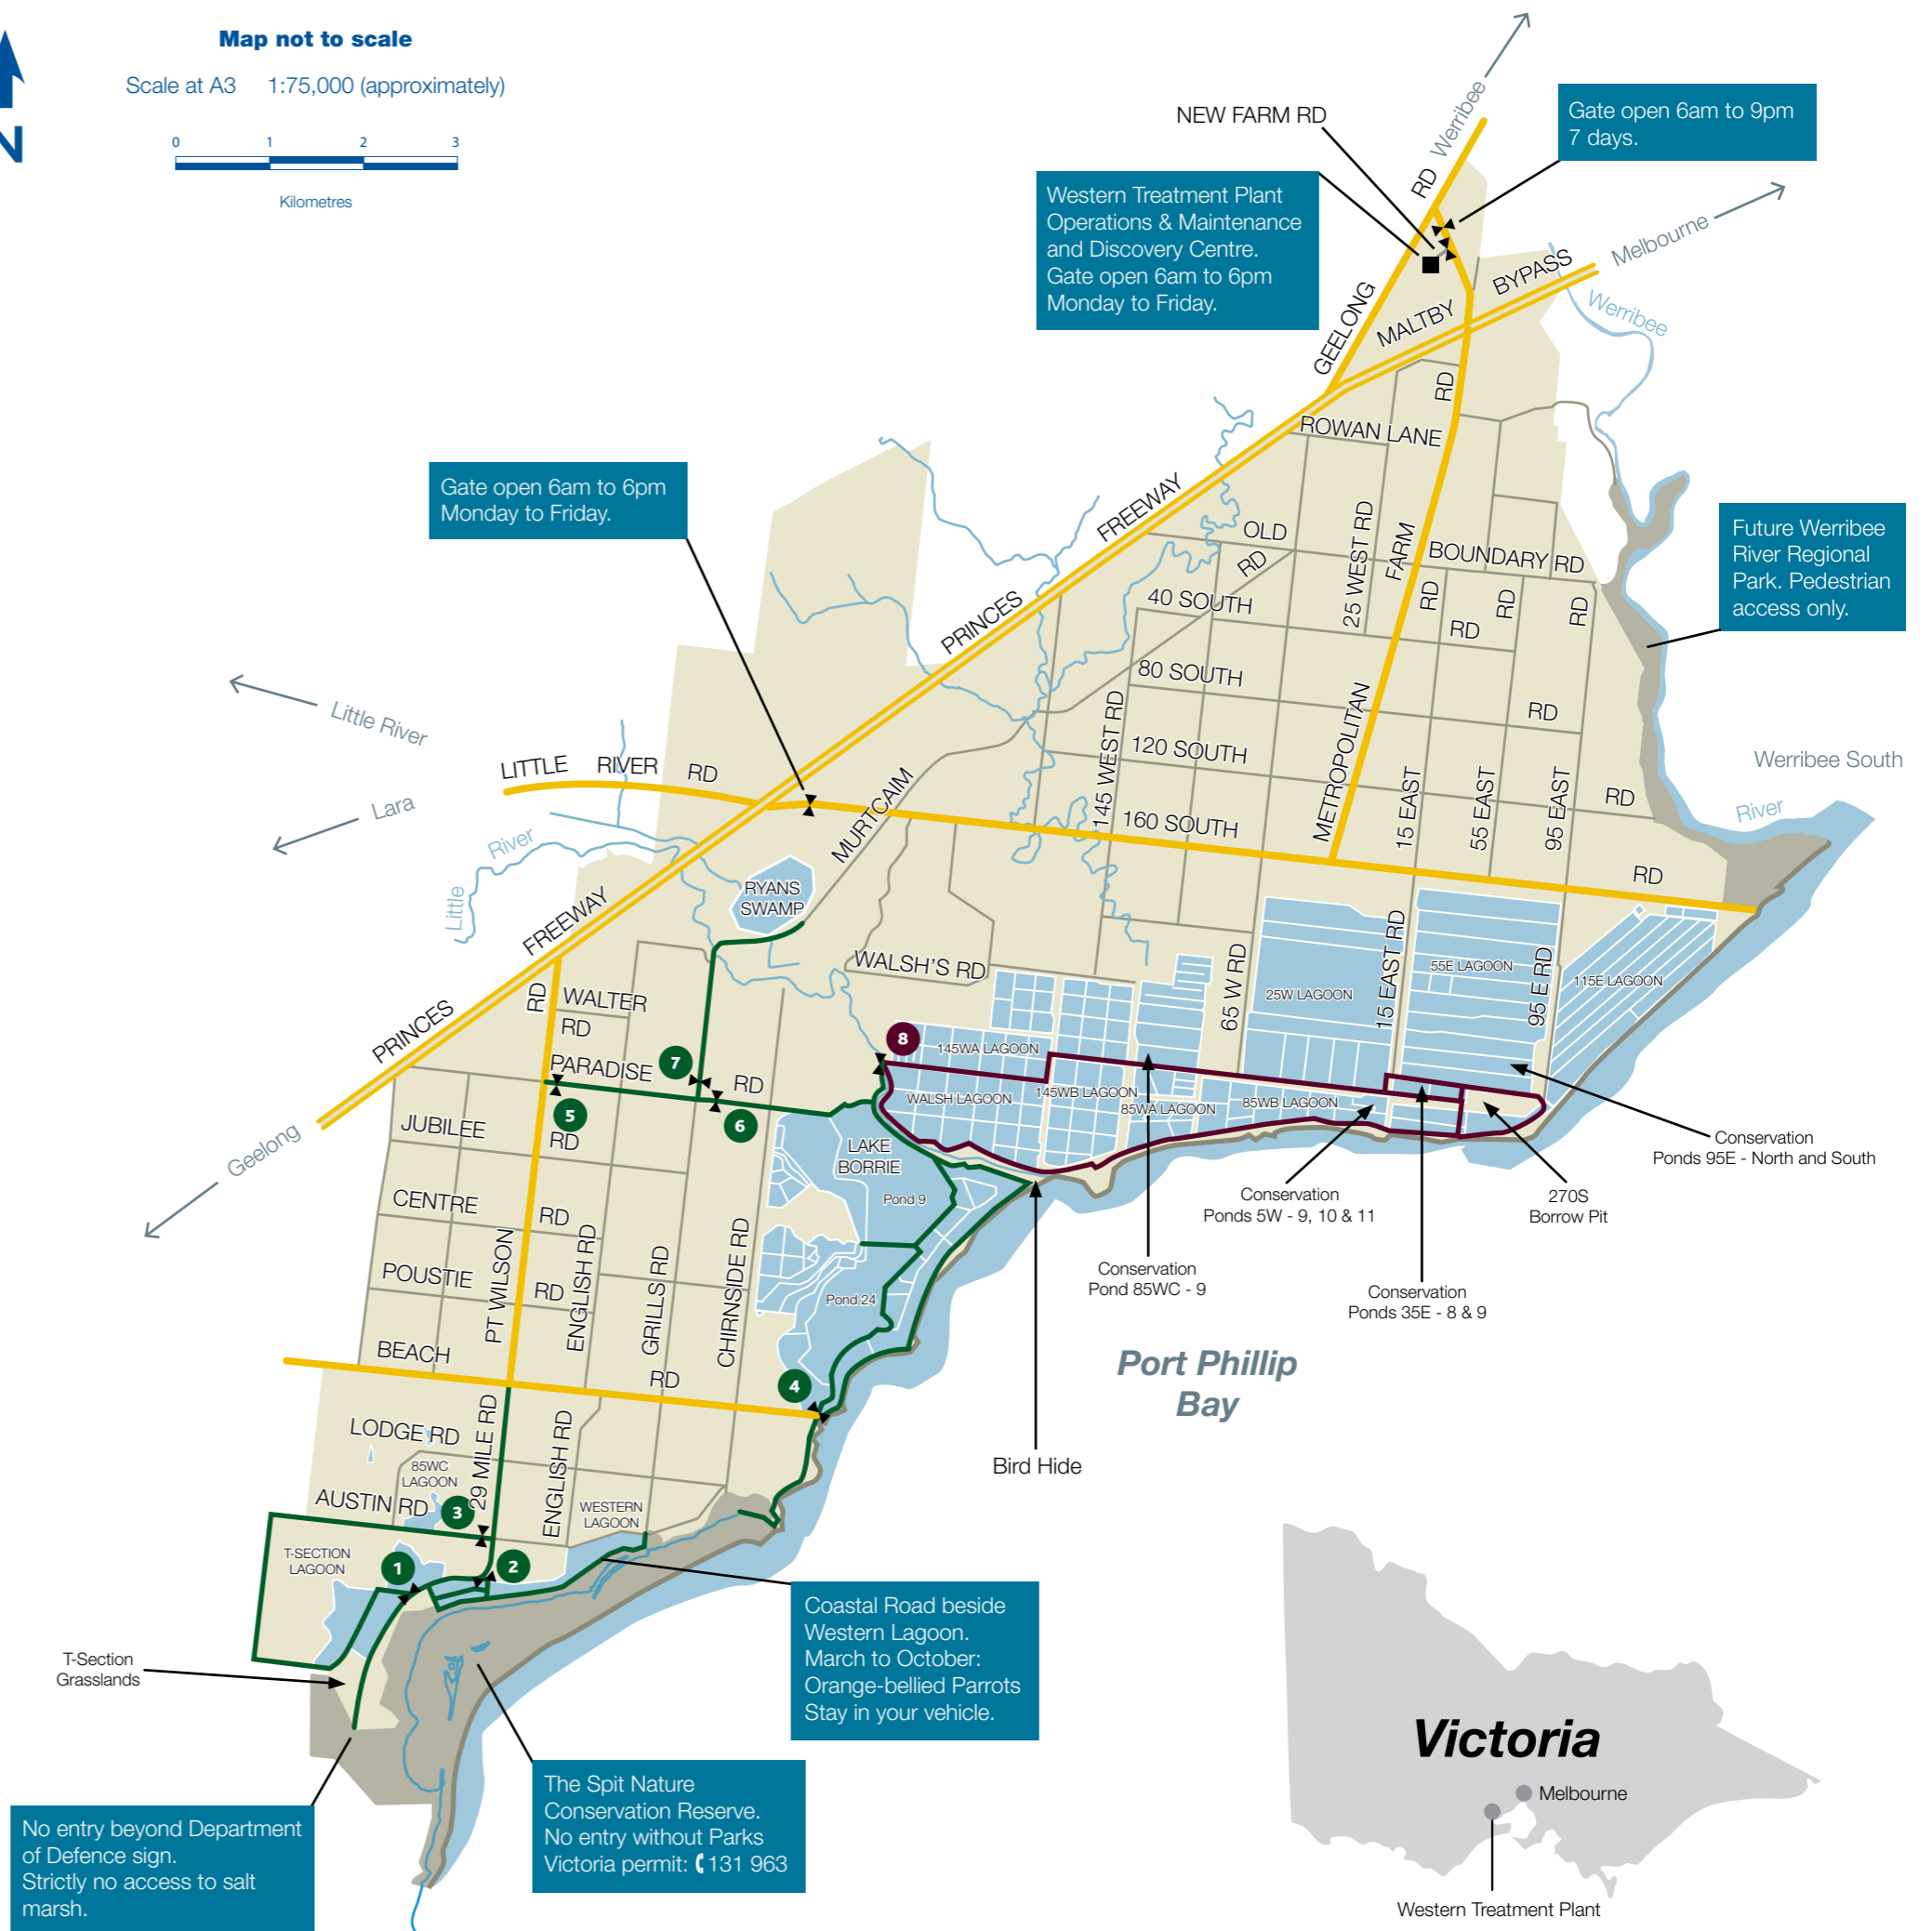 Map not to scale
Scale at A3 1:75,000 (approximately)
0 1 2 3
Kilometres
N
NEW FARM RD
Werribee
RD
Gate open 6am to 9pm
7 days.
Western Treatment Plant
Operations & Maintenance
and Discovery Centre.
Gate open 6am to 6pm
Monday to Friday.
Melbourne
GEELONG
MALTBY
BYPASS
Werribee
RD
ROWAN LANE
Gate open 6am to 6pm
Monday to Friday.
FREEWAY
PRINCES
OLD
RD
25 WEST RD
FARM
BOUNDARY RD
Future Werribee
River Regional
Park. Pedestrian
access only.
40 SOUTH
RD
RD
RD
RD
80 SOUTH
RD
145 WEST RD
METROPOLITAN
120 SOUTH
RD
Werribee South
River
Little River
Lara
LITTLE RIVER RD
MURTCAIM
160 SOUTH
15 EAST
55 EAST
95 EAST
RD
River
Little
RYANS
SWAMP
FREEWAY
PRINCES
Geelong
WALSH'S RD
65 W RD
25W LAGOON
15 EAST RD
55E LAGOON
95 E RD
115E LAGOON
RD
WALTER
RD
PARADISE
7
RD
8
145WA LAGOON
WALSH LAGOON
145WB LAGOON
85WA LAGOON
85WB LAGOON
5
6
JUBILEE
RD
LAKE
BORRIE
Pond 9
Conservation
Ponds 95E - North and South
270S
Borrow Pit
Conservation
Ponds 5W - 9, 10 & 11
Conservation
Pond 85WC - 9
Conservation
Ponds 35E - 8 & 9
CENTRE
RD
PT WILSON
ENGLISH RD
GRILLS RD
CHIRNSIDE RD
POUSTIE
RD
Pond 24
BEACH
RD
4
Port Phillip
Bay
Bird Hide
LODGE RD
29 MILE RD
ENGLISH RD
85WC
LAGOON
AUSTIN RD
3
WESTERN
LAGOON
T-SECTION
LAGOON
1
2
Coastal Road beside
Western Lagoon.
March to October:
Orange-bellied Parrots
Stay in your vehicle.
T-Section
Grasslands
The Spit Nature
Conservation Reserve.
No entry without Parks
Victoria permit: 131 963
No entry beyond Department
of Defence sign.
Strictly no access to salt
marsh.
Victoria
Melbourne
Western Treatment Plant